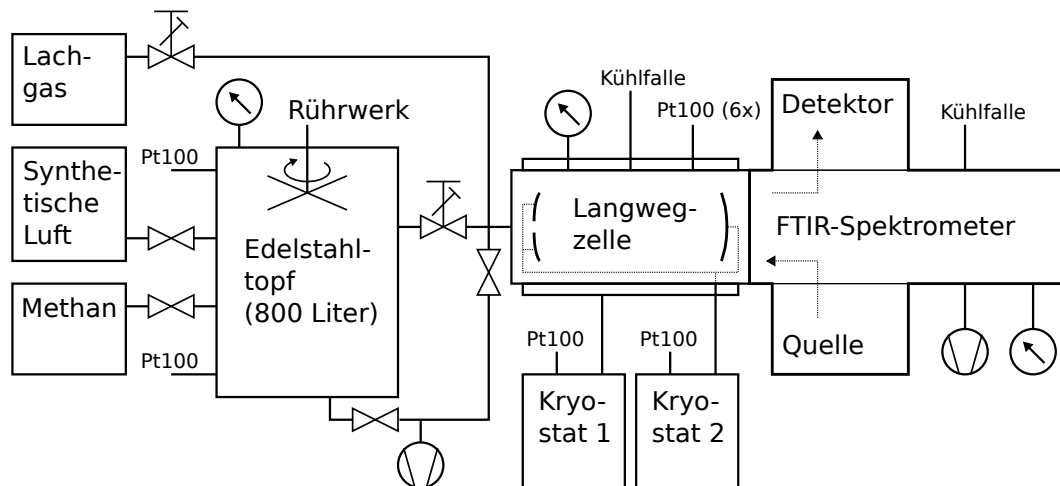 Lach-
gas
Synthe-
tische
Luft
Methan
Pt100
Pt100
Rührwerk
Edelstahl-
topf
(800 Liter)
Kühlfalle
Pt100 (6x)
Langweg-
zelle
Pt100
Kryo-
stat 1
Pt100
Kryo-
stat 2
Detektor
FTIR-Spektrometer
Quelle
Kühlfalle